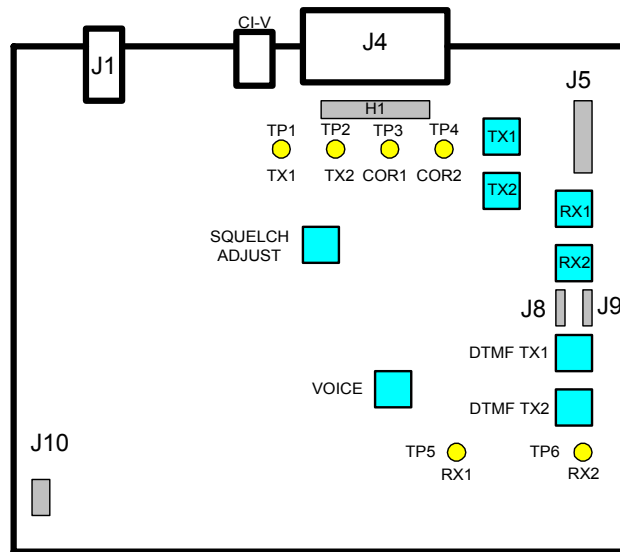 CI-V
J1
J4
J5
H1
TP1 TP2 TP3 TP4
TX1
TX1 TX2 COR1 COR2
TX2
RX1
SQUELCH
ADJUST
RX2
J8 J9
DTMF TX1
VOICE
DTMF TX2
J10
TP5 TP6
RX1 RX2